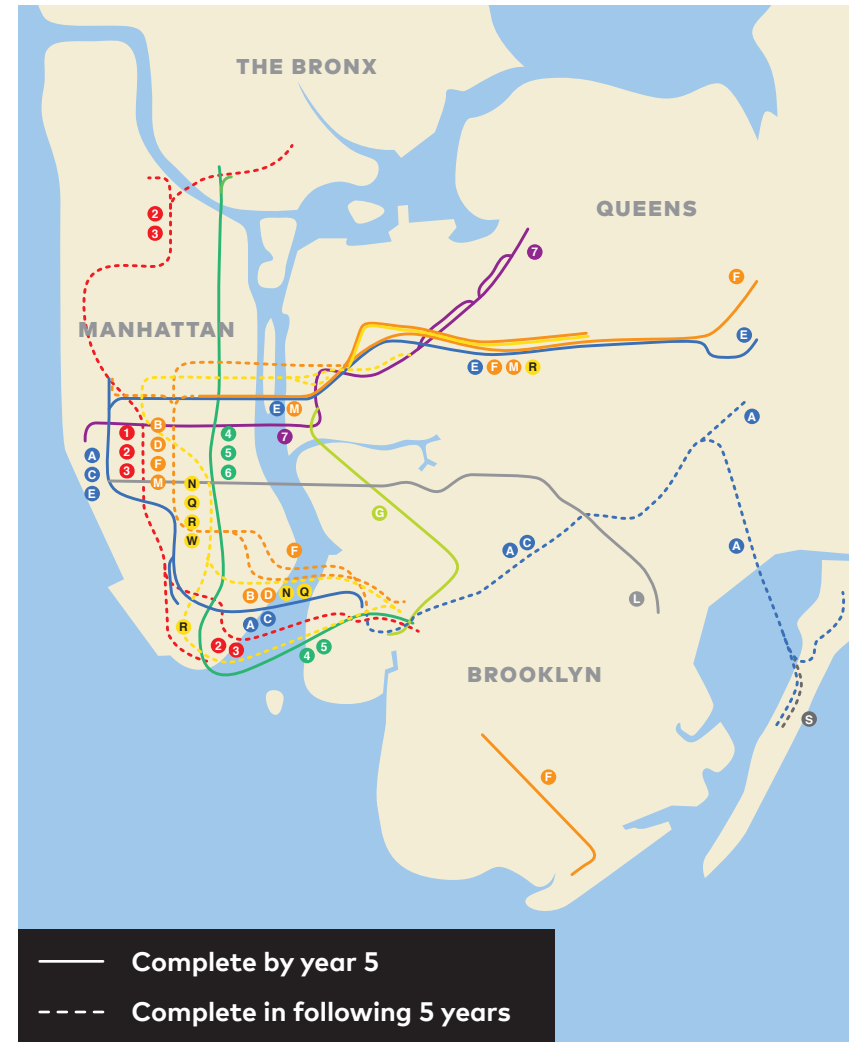 THE BRONX
QUEENS
2
3
7
F
MANHATTAN
E
E F M R
E M
A
B
1
4
7
D
2
5
A
F
3
C
6
E
M
N
Q
G
R
W
F
A C
A
B D N Q
L
A C
R
2 3
4 5
BROOKLYN
S
F
Complete by year 5
Complete in following 5 years